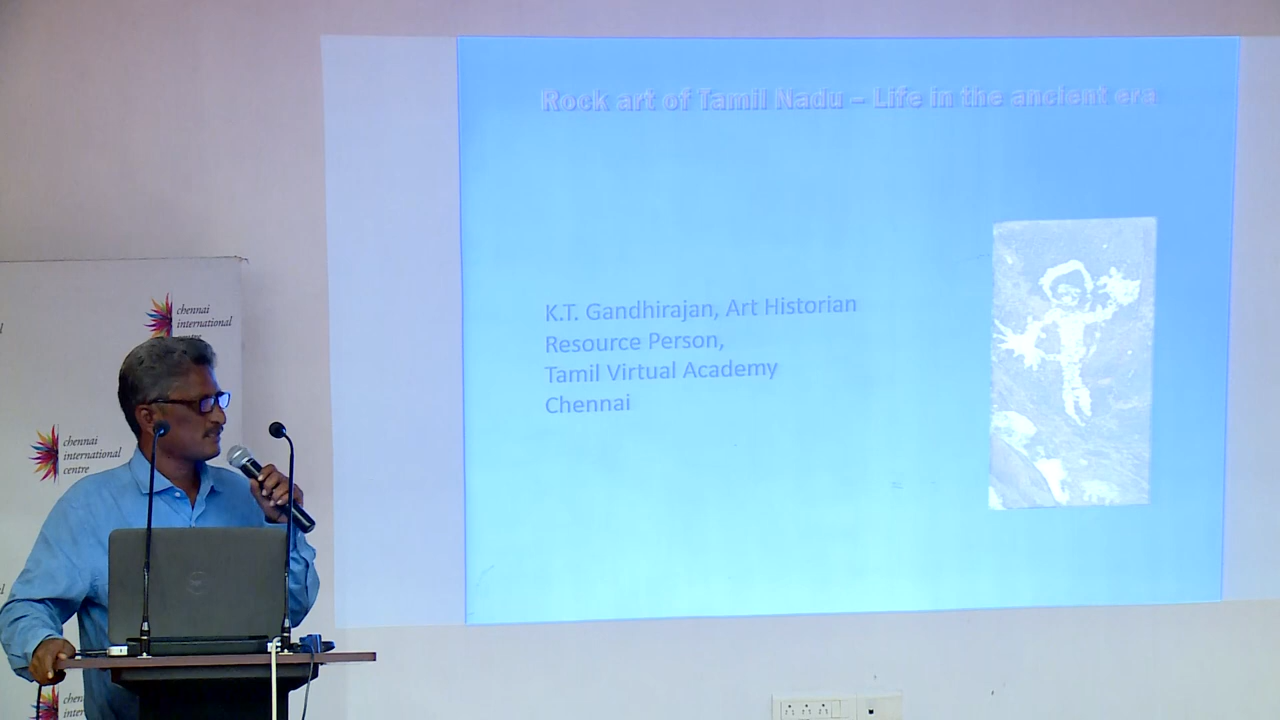 Rock art of Tamil Nadu – Life in the ancient era
K.T. Gandhirajan, Art Historian
Resource Person,
Tamil Virtual Academy
Chennai
chennai
international
centre
chennai
international
centre